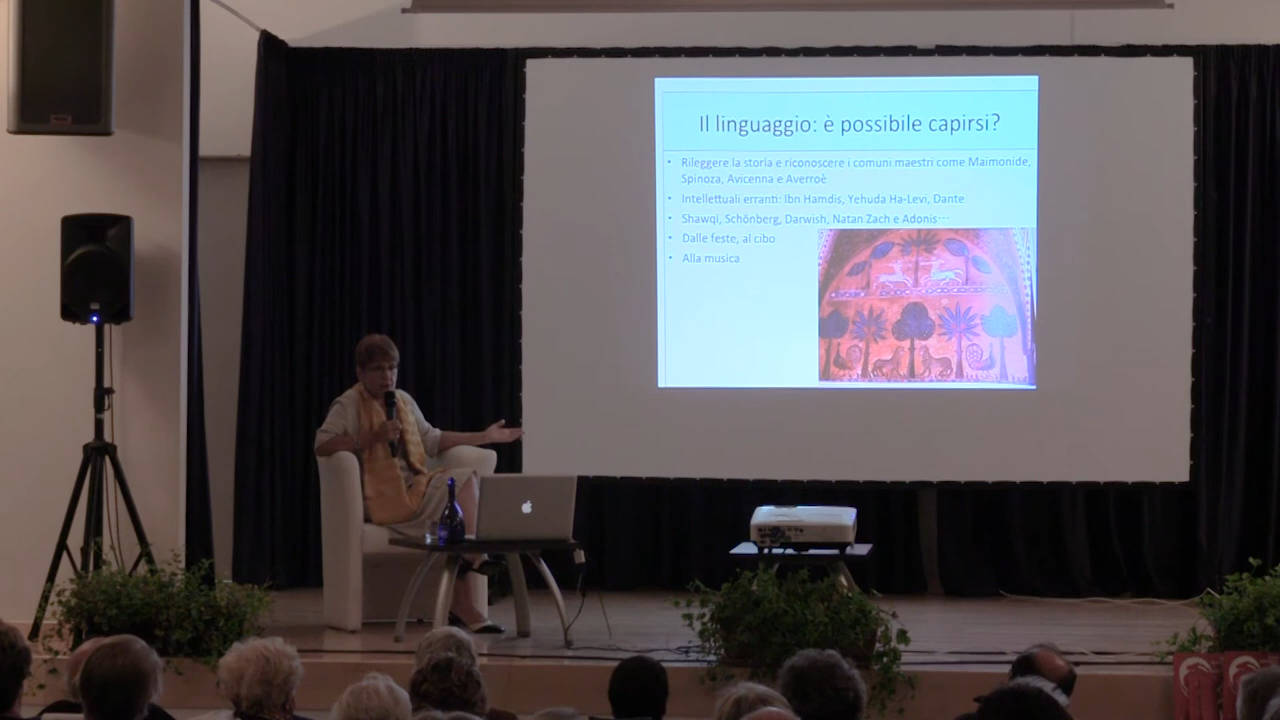 Il linguaggio: è possibile capirsi?
• Rileggere la storia e riconoscere i comuni maestri come Maimonide,
Spinoza, Avicenna e Averroè
• Intellettuali erranti: Ibn Hamdis, Yehuda Ha-Levi, Dante
• Shawqi, Schönberg, Darwish, Natan Zach e Adonis…
• Dalle feste, al cibo
• Alla musica